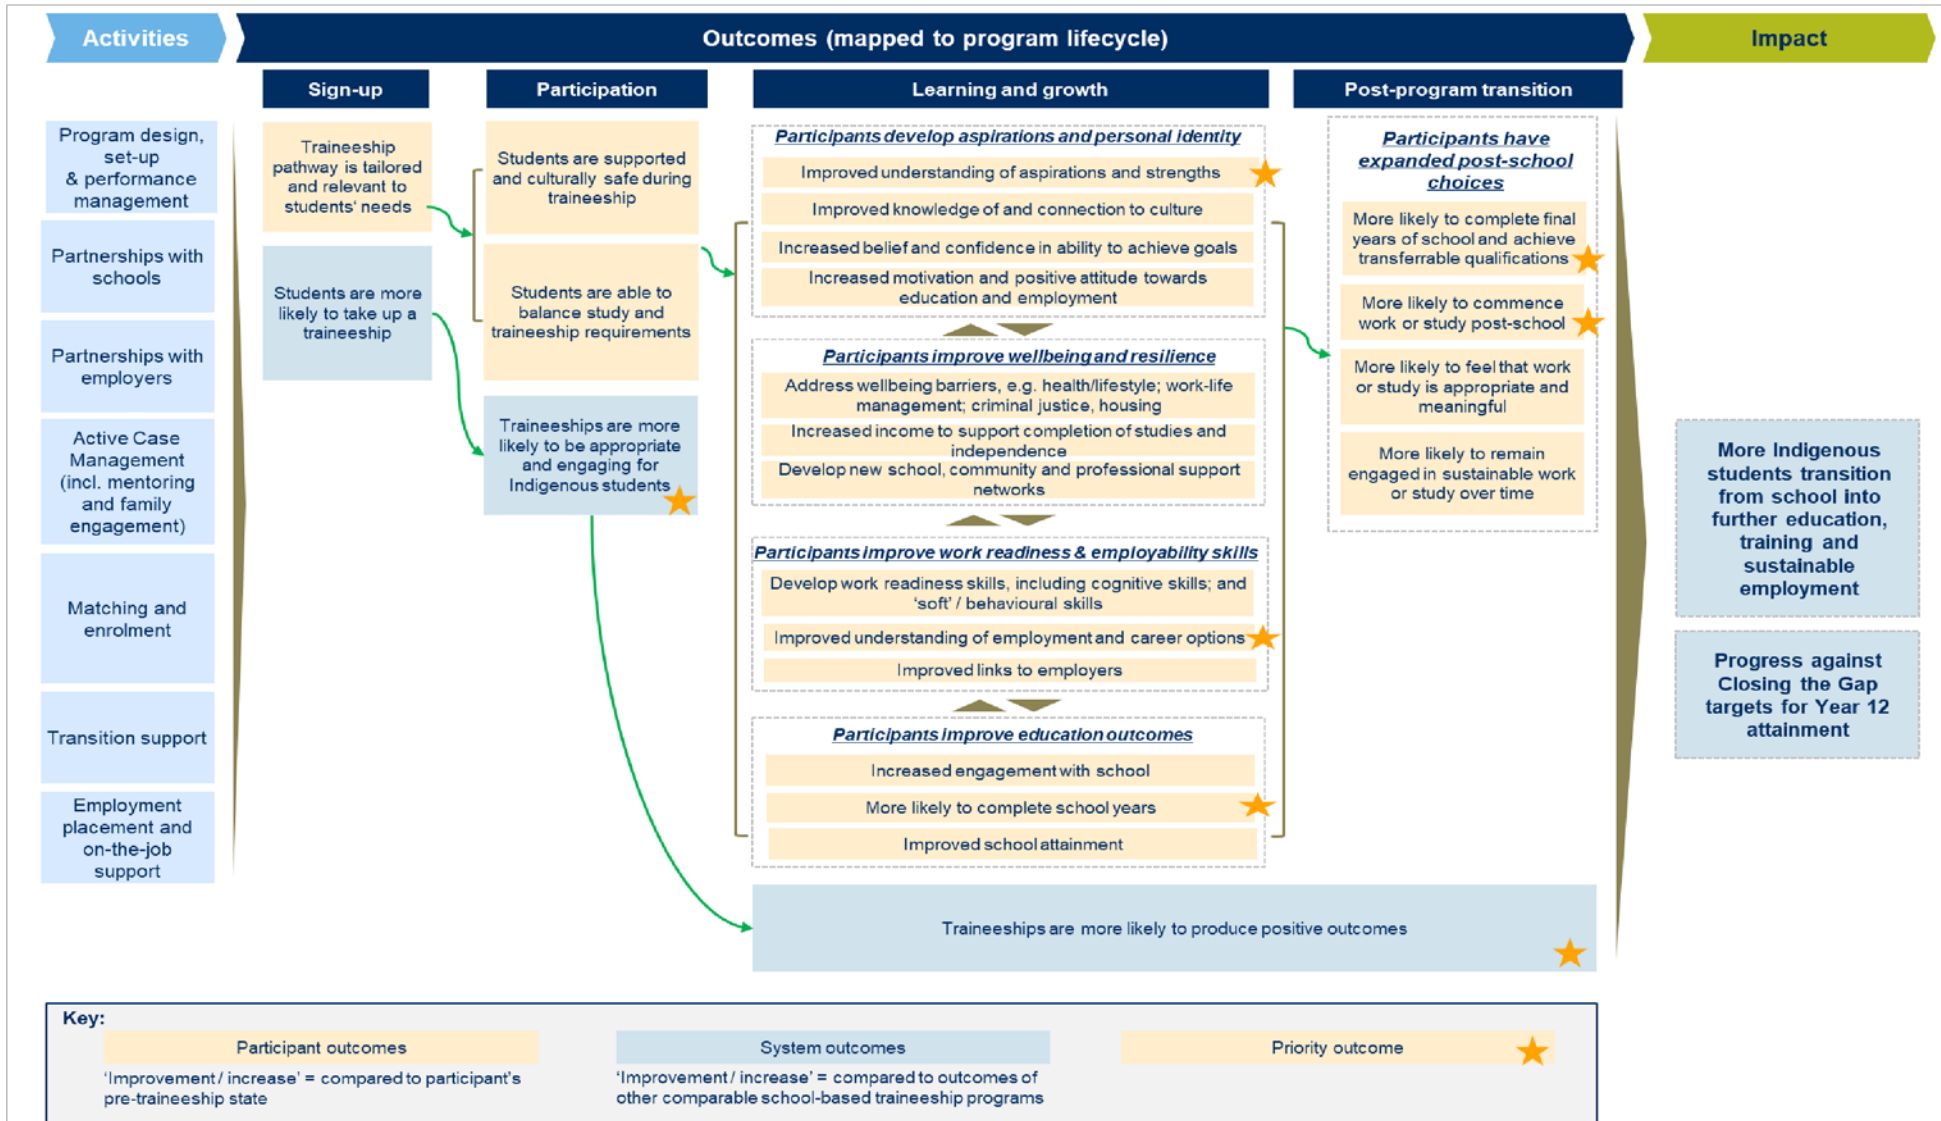 Activities
Outcomes (mapped to program lifecycle)
Impact
Sign-up
Participation
Learning and growth
Post-program transition
Program design,
set-up
& performance
management
Partnerships with
schools
Partnerships with
employers
Active Case
Management
(incl. mentoring
and family
engagement)
Matching and
enrolment
Transition support
Employment
placement and
on-the-job
support
Traineeship
pathway is tailored
and relevant to
students' needs
Students are more
likely to take up a
traineeship
Students are supported
and culturally safe during
traineeship
Students are able to
balance study and
traineeship requirements
Traineeships are more
likely to be appropriate
and engaging for
Indigenous students
Participants develop aspirations and personal identity
Improved understanding of aspirations and strengths
Improved knowledge of and connection to culture
Increased belief and confidence in ability to achieve goals
Increased motivation and positive attitude towards
education and employment
Participants improve wellbeing and resilience
Address wellbeing barriers, e.g. health/lifestyle; work-life
management; criminal justice, housing
Increased income to support completion of studies and
independence
Develop new school, community and professional support
networks
Participants improve work readiness & employability skills
Develop work readiness skills, including cognitive skills; and
‘soft’ / behavioural skills
Improved understanding of employment and career options
Improved links to employers
Participants improve education outcomes
Increased engagement with school
More likely to complete school years
Improved school attainment
Traineeships are more likely to produce positive outcomes
Participants have
expanded post-school
choices
More likely to complete final
years of school and achieve
transferrable qualifications
More likely to commence
work or study post-school
More likely to feel that work
or study is appropriate and
meaningful
More likely to remain
engaged in sustainable work
or study over time
More Indigenous
students transition
from school into
further education,
training and
sustainable
employment
Progress against
Closing the Gap
targets for Year 12
attainment
Key:
Participant outcomes
‘Improvement / increase’ = compared to participant's
pre-traineeship state
System outcomes
‘Improvement / increase’ = compared to outcomes of
other comparable school-based traineeship programs
Priority outcome